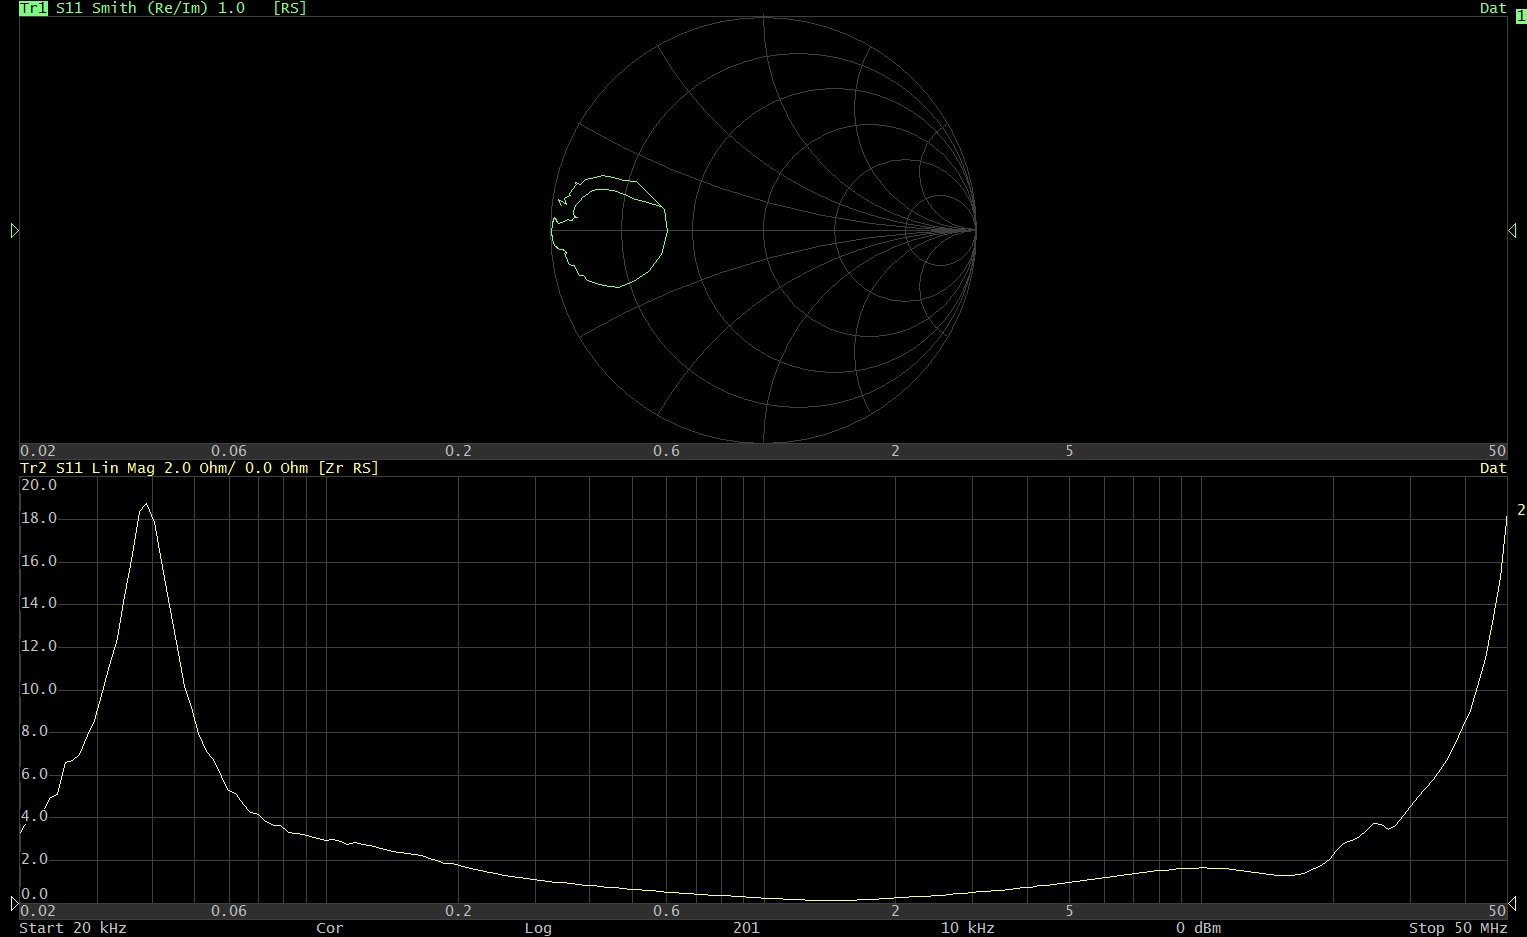 Tr1 S11 Smith (Re/Im) 1.0 [RS] Dat
1
0.02 0.06 0.2 0.6 2 5 50
Tr2 S11 Lin Mag 2.0 Ohm/ 0.0 Ohm [Zr RS] Dat
20.0
2
18.0
16.0
14.0
12.0
10.0
8.0
6.0
4.0
2.0
0.0
0.02 0.06 0.2 0.6 2 5 50
Start 20 kHz Cor Log 201 10 kHz 0 dBm Stop 50 MHz